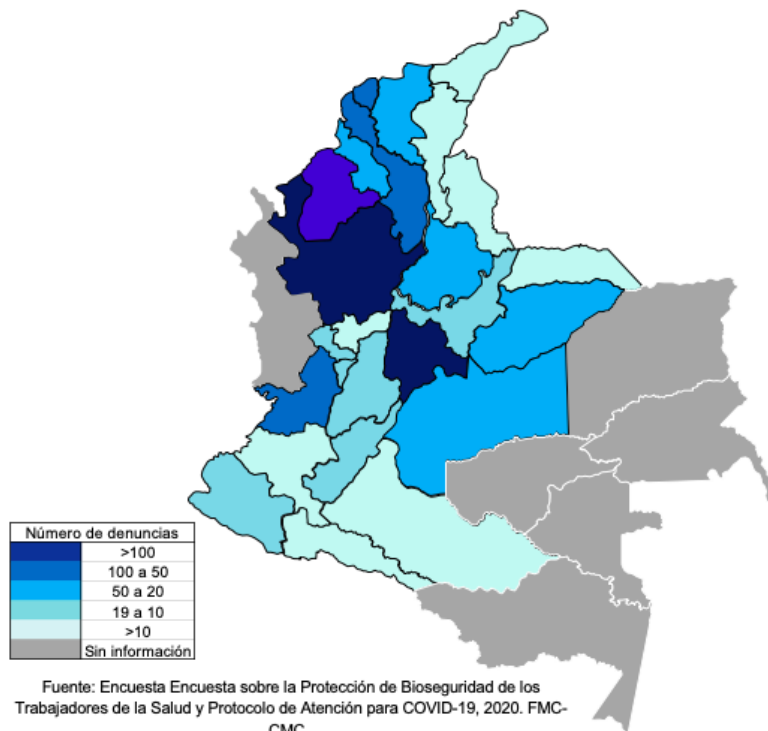 Número de denuncias
>100
100 a 50
50 a 20
19 a 10
>10
Sin información
Fuente: Encuesta Encuesta sobre la Protección de Bioseguridad de los
Trabajadores de la Salud y Protocolo de Atención para COVID-19, 2020. FMC-
CMC